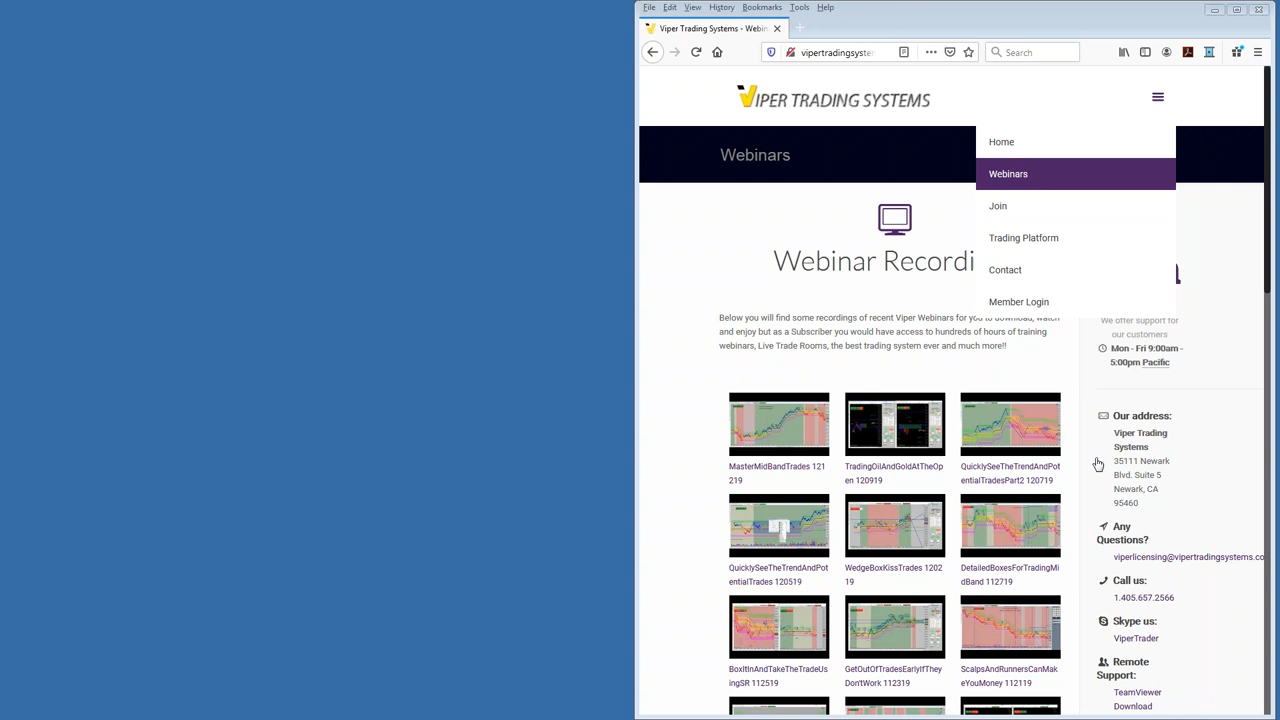 File Edit View History Bookmarks Tools Help
Viper Trading Systems - Webin
vipertradingsyste
Search
VIPER TRADING SYSTEMS
Home
Webinars
Webinars
Join
Trading Platform
Contact
Member Login
Webinar Recordi
Below you will find some recordings of recent Viper Webinars for you to download, watch
and enjoy but as a Subscriber you would have access to hundreds of hours of training
webinars, Live Trade Rooms, the best trading system ever and much more!!
We offer support for
our customers
Mon - Fri 9:00am -
5:00pm Pacific
MasterMidBandTrades 121
219
TradingOilAndGoldAtTheOp
en 120919
QuicklySeeTheTrendAndPot
entialTradesPart2 120719
QuicklySeeTheTrendAndPot
entialTrades 120519
WedgeBoxKissTrades 1202
19
DetailedBoxesForTradingMi
dBand 112719
BoxItInAndTakeTheTradeUs
ingSR 112519
GetOutOfTradesEarlyIfThey
Don'tWork 112319
ScalpsAndRunnersCanMak
eYouMoney 112119
Our address:
Viper Trading
Systems
35111 Newark
Blvd. Suite 5
Newark, CA
95460
Any
Questions?
viperlicensing@vipertradingsystems.co
Call us:
1.405.657.2566
Skype us:
ViperTrader
Remote
Support:
TeamViewer
Download